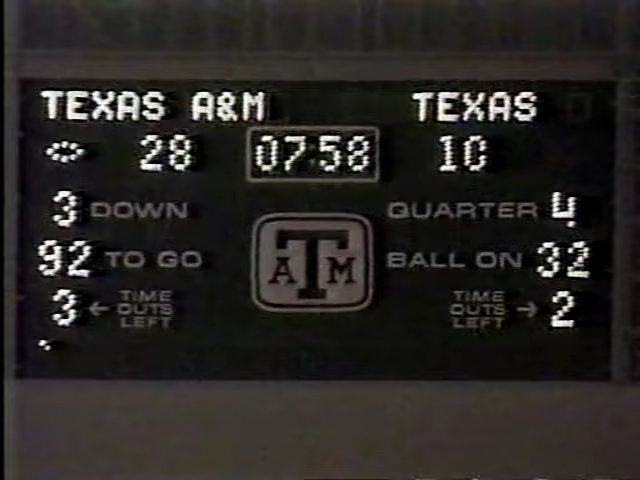 TEXAS A&M TEXAS
28 07:58 10
3 DOWN QUARTER 4
92 TO GO ATM BALL ON 32
3 ← TIME OUTS LEFT TIME OUTS LEFT → 2